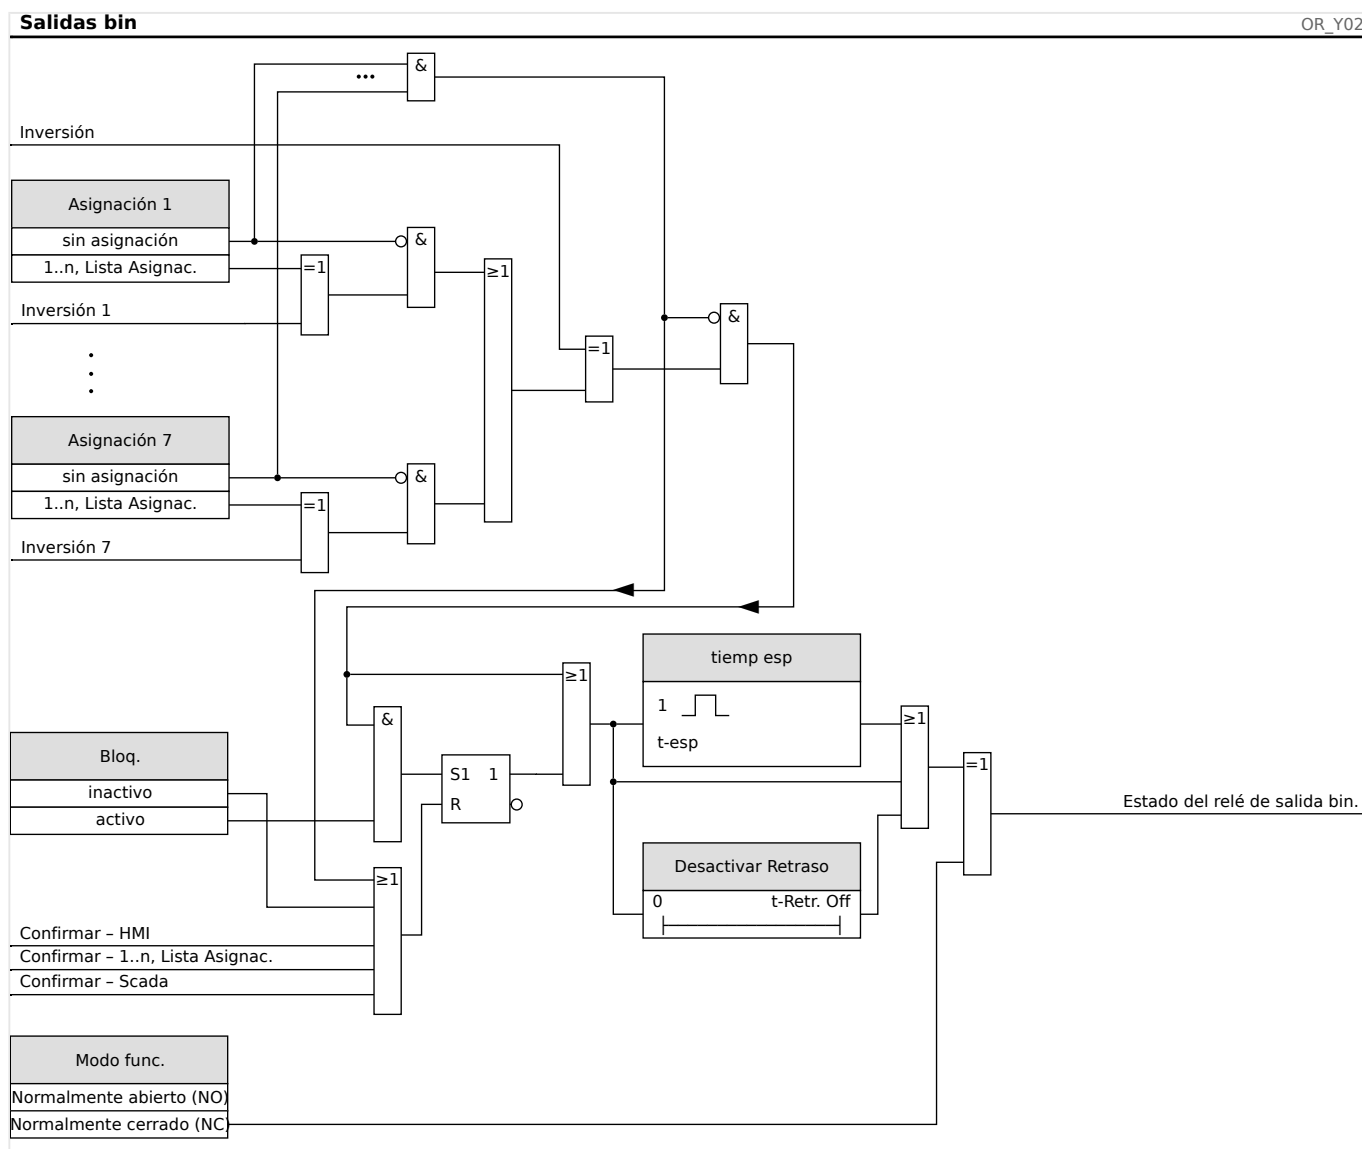 Salidas bin
OR_Y02
&
...
Inversión
Asignación 1
sin asignación
&
1..n, Lista Asignac.
=1
≥1
Inversión 1
&
=1
Asignación 7
sin asignación
&
1..n, Lista Asignac.
=1
Inversión 7
tiemp esp
≥1
1
≥1
&
t-esp
Bloq.
=1
S1 1
inactivo
R
Estado del relé de salida bin.
activo
Desactivar Retraso
≥1
0 t-Retr. Off
Confirmar – HMI
Confirmar – 1..n, Lista Asignac.
Confirmar – Scada
Modo func.
Normalmente abierto (NO)
Normalmente cerrado (NC)